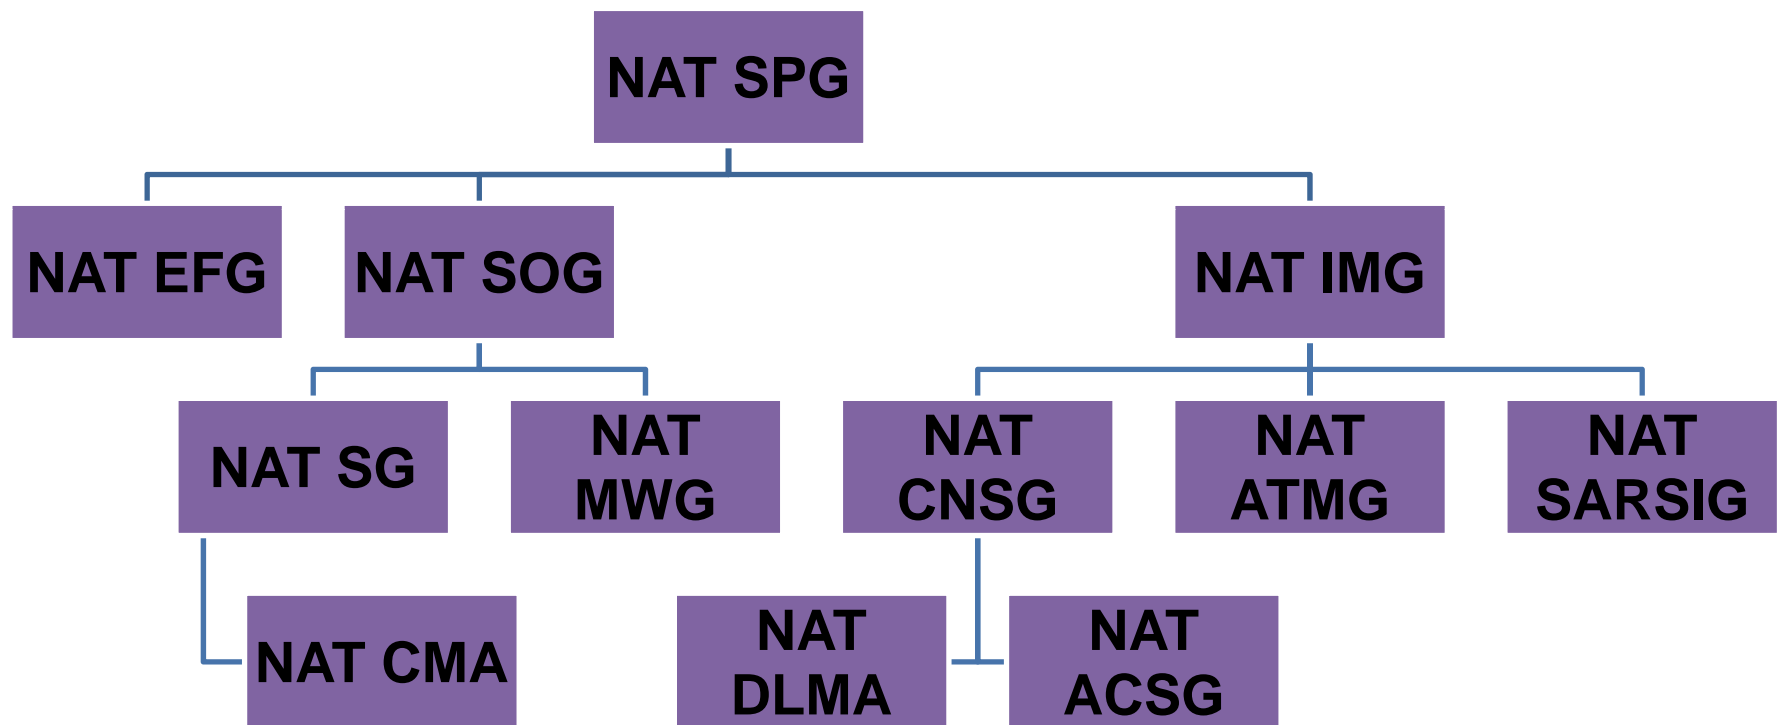 NAT SPG
NAT EFG
NAT SOG
NAT IMG
NAT SG
NAT
MWG
NAT
CNSG
NAT
ATMG
NAT
SARSIG
NAT CMA
NAT
DLMA
NAT
ACSG